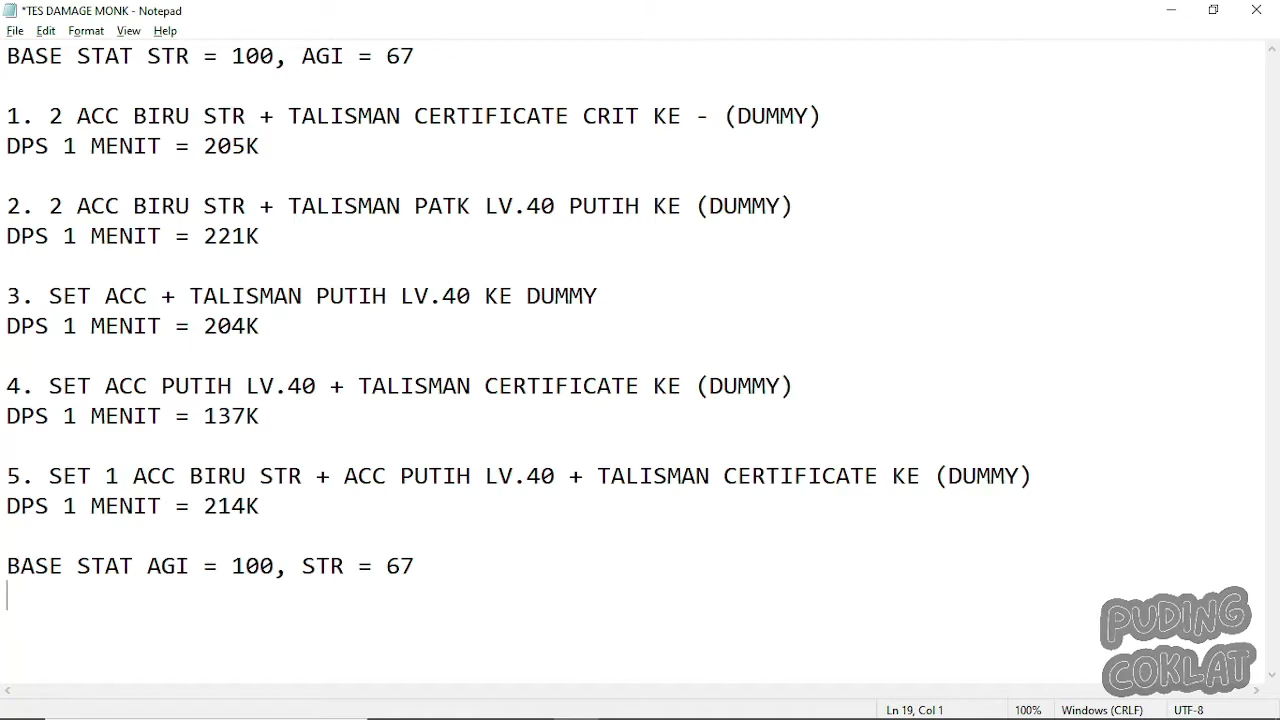 *TES DAMAGE MONK - Notepad
File Edit Format View Help
BASE STAT STR = 100, AGI = 67
1. 2 ACC BIRU STR + TALISMAN CERTIFICATE CRIT KE - (DUMMY)
DPS 1 MENIT = 205K
2. 2 ACC BIRU STR + TALISMAN PATK LV.40 PUTIH KE (DUMMY)
DPS 1 MENIT = 221K
3. SET ACC + TALISMAN PUTIH LV.40 KE DUMMY
DPS 1 MENIT = 204K
4. SET ACC PUTIH LV.40 + TALISMAN CERTIFICATE KE (DUMMY)
DPS 1 MENIT = 137K
5. SET 1 ACC BIRU STR + ACC PUTIH LV.40 + TALISMAN CERTIFICATE KE (DUMMY)
DPS 1 MENIT = 214K
BASE STAT AGI = 100, STR = 67
PUDING
COKLAT
Ln 19, Col 1 100% Windows (CRLF) UTF-8